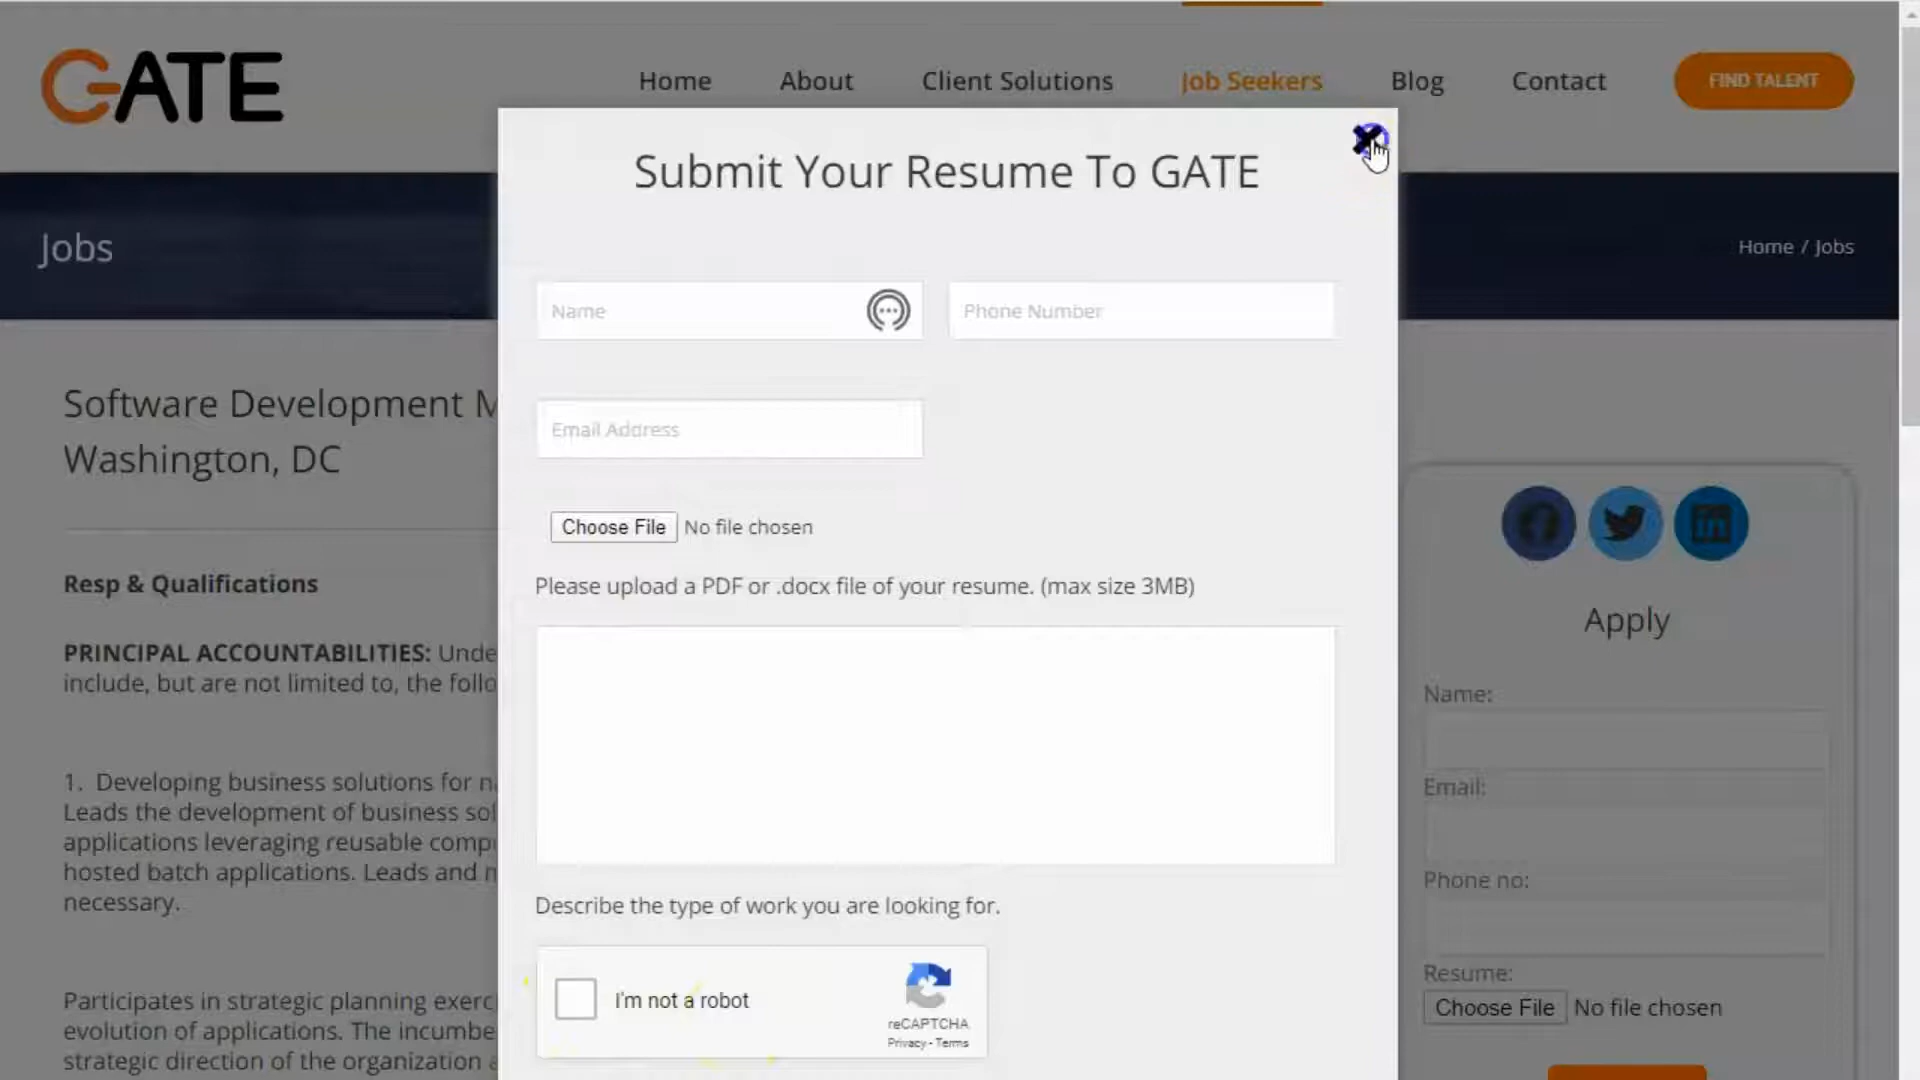 GATE
Home
About
Client Solutions
Job Seekers
Blog
Contact
FIND TALENT
Jobs
Home / Jobs
Submit Your Resume To GATE
Name
Phone Number
Email Address
Choose File No file chosen
Please upload a PDF or .docx file of your resume. (max size 3MB)
Describe the type of work you are looking for.
I'm not a robot
reCAPTCHA
Privacy - Terms
Software Development
Washington, DC
Resp & Qualifications
PRINCIPAL ACCOUNTABILITIES: Unde
include, but are not limited to, the follo
1. Developing business solutions for
Leads the development of business sol
applications leveraging reusable comp
hosted batch applications. Leads and
necessary.
Participates in strategic planning exerc
evolution of applications. The incumbe
strategic direction of the organization
in
Apply
Name:
Email:
Phone no:
Resume:
Choose File No file chosen